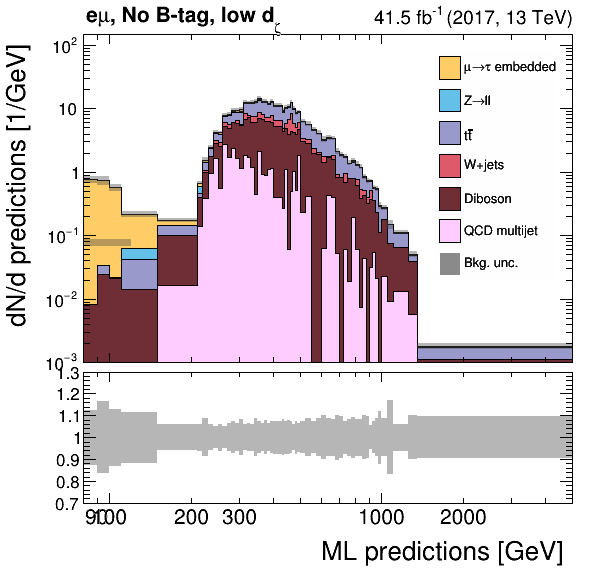 eμ, No B-tag, low dζ
41.5 fb⁻¹ (2017, 13 TeV)
dN/d predictions [1/GeV]
10²
10
1
10⁻¹
10⁻²
10⁻³
μ→τ embedded
Z→ll
tt̄
W+jets
Diboson
QCD multijet
Bkg. unc.
1.3
1.2
1.1
1
0.9
0.8
0.7
90
100
200
300
1000
2000
ML predictions [GeV]